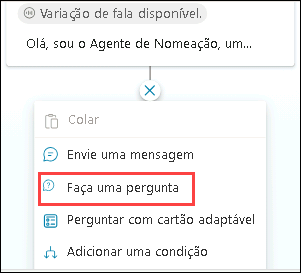 Variação de fala disponível.
Olá, sou o Agente de Nomeação, um...
Colar
Envie uma mensagem
Faça uma pergunta
Perguntar com cartão adaptável
Adicionar uma condição